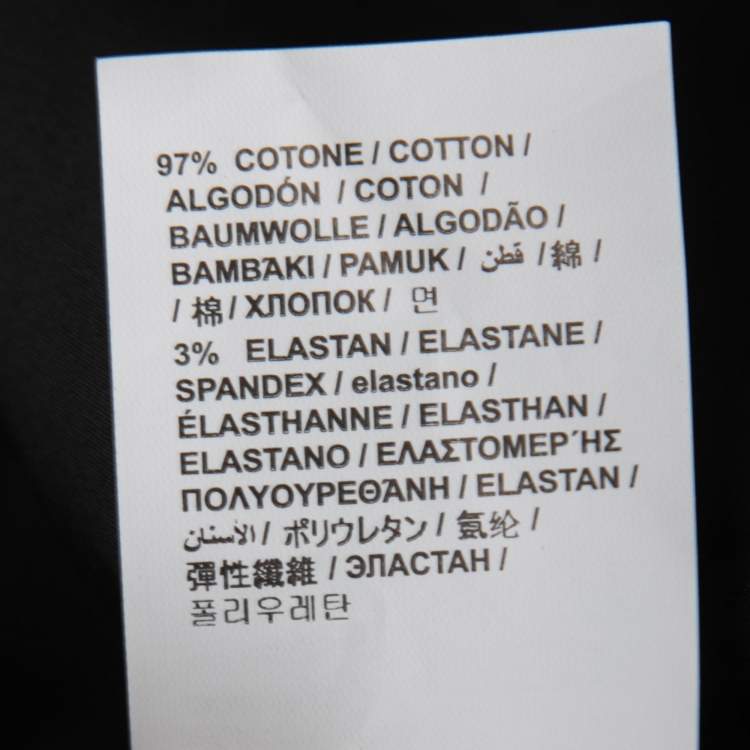 97% COTONE / COTTON /
ALGODÓN / COTON /
BAUMWOLLE / ALGODÃO /
ΒΑΜΒΆΚΙ / PAMUK / قطن / 綿 /
/ 棉 / ХЛОПОК / 면
3% ELASTAN / ELASTANE /
SPANDEX / elastano /
ÉLASTHANNE / ELASTHAN /
ELASTANO / ΕΛΑΣΤΟΜΕΡ΄ΗΣ
ΠΟΛΥΟΥΡΕΘΆΝΗ / ELASTAN /
الأستان / ポリウレタン / 氨纶 /
彈性纖維 / ЭЛАСТАН /
폴리우레탄